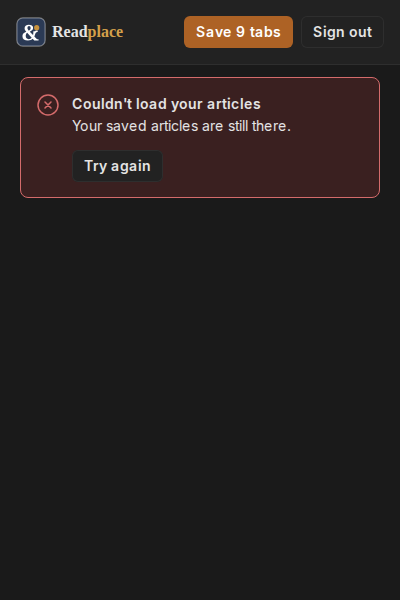 & Readplace
Save 9 tabs
Sign out
Couldn't load your articles
Your saved articles are still there.
Try again